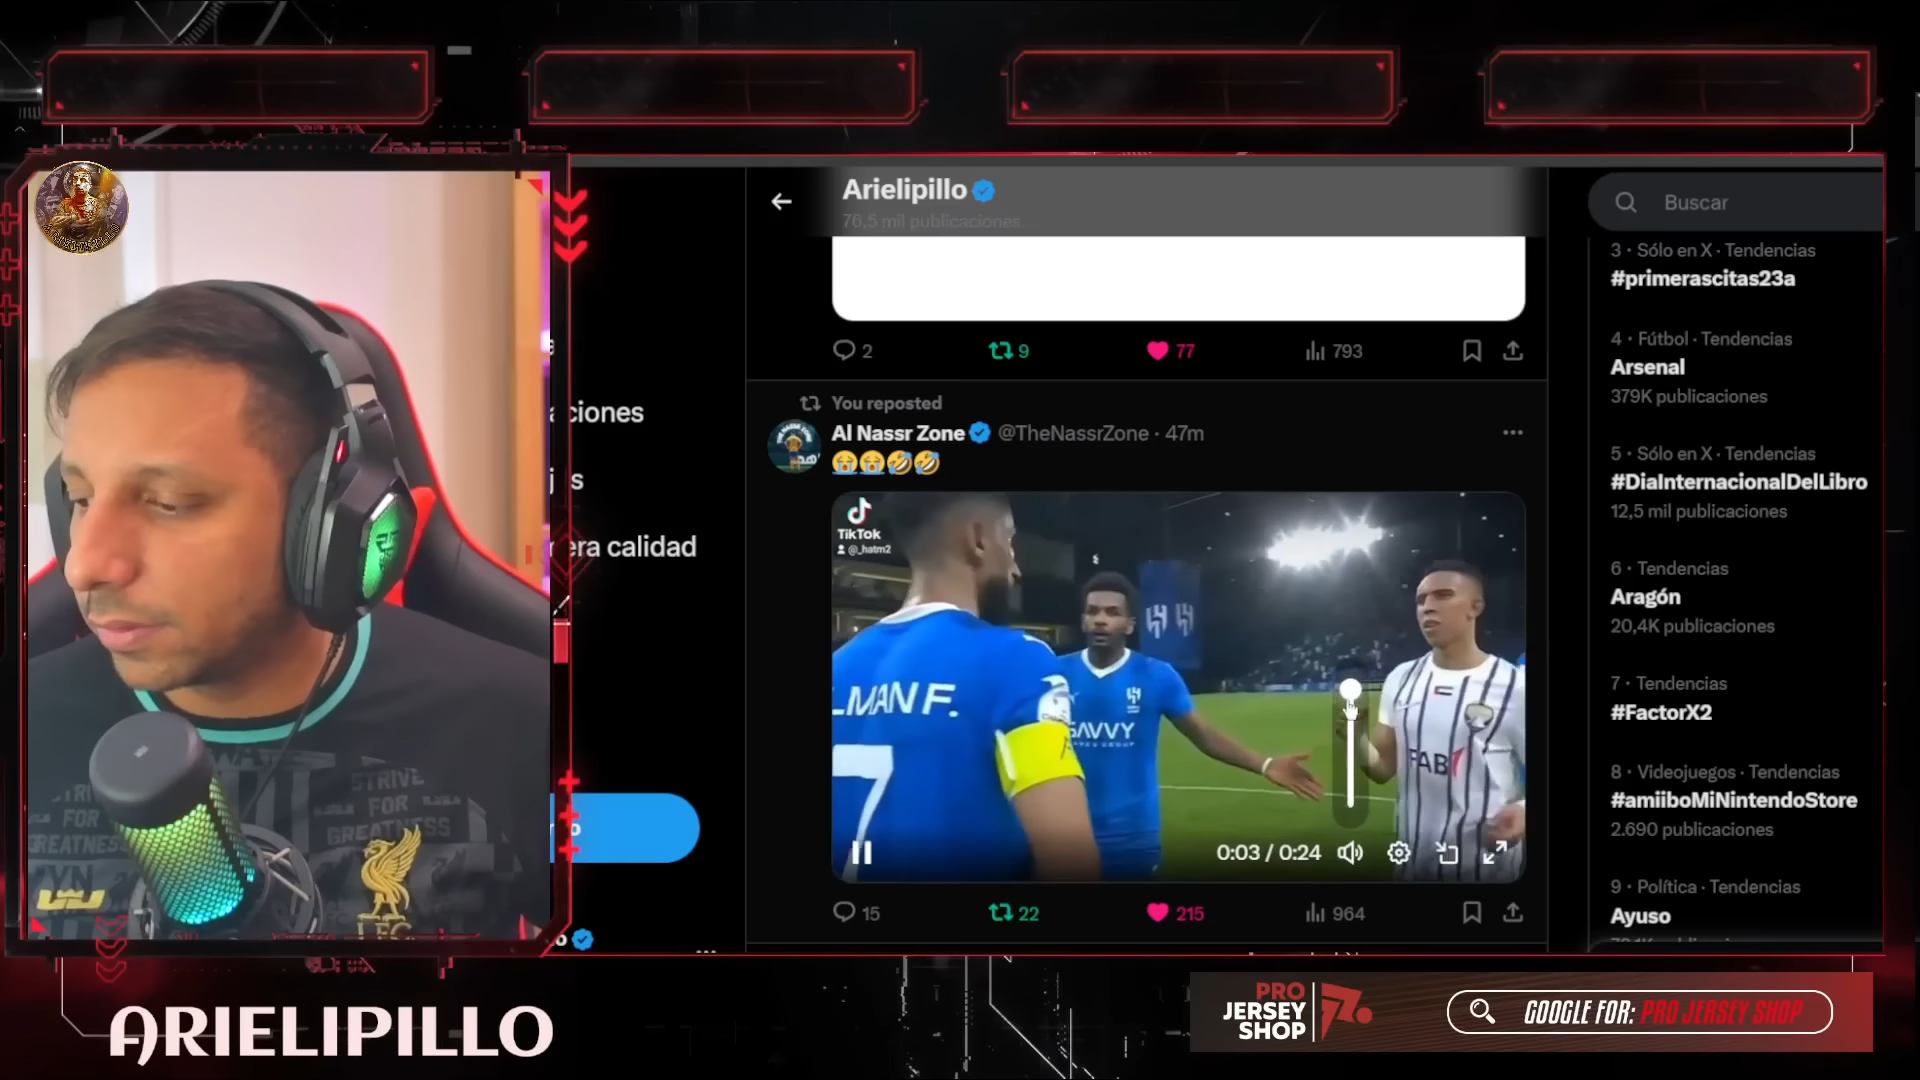 Arielipillo
76,5 mil publicaciones
Buscar
3 · Sólo en X · Tendencias
#primerascitas23a
4 · Fútbol · Tendencias
Arsenal
379K publicaciones
5 · Sólo en X · Tendencias
#DiaInternacionalDelLibro
12,5 mil publicaciones
6 · Tendencias
Aragón
20,4K publicaciones
7 · Tendencias
#FactorX2
8 · Videojuegos · Tendencias
#amiiboMiNintendoStore
2.690 publicaciones
9 · Política · Tendencias
Ayuso
2 9 77 793
You reposted
Al Nassr Zone @TheNassrZone · 47m
😭😭🤣🤣
TikTok
@_hatm2
LMAN F.
7
SAVVY
FAB
0:03 / 0:24
15 22 215 964
ciones
s
era calidad
STRIVE
FOR
GREATNESS
LFC
ARIELIPILLO
PRO
JERSEY
SHOP
GOOGLE FOR: PRO JERSEY SHOP